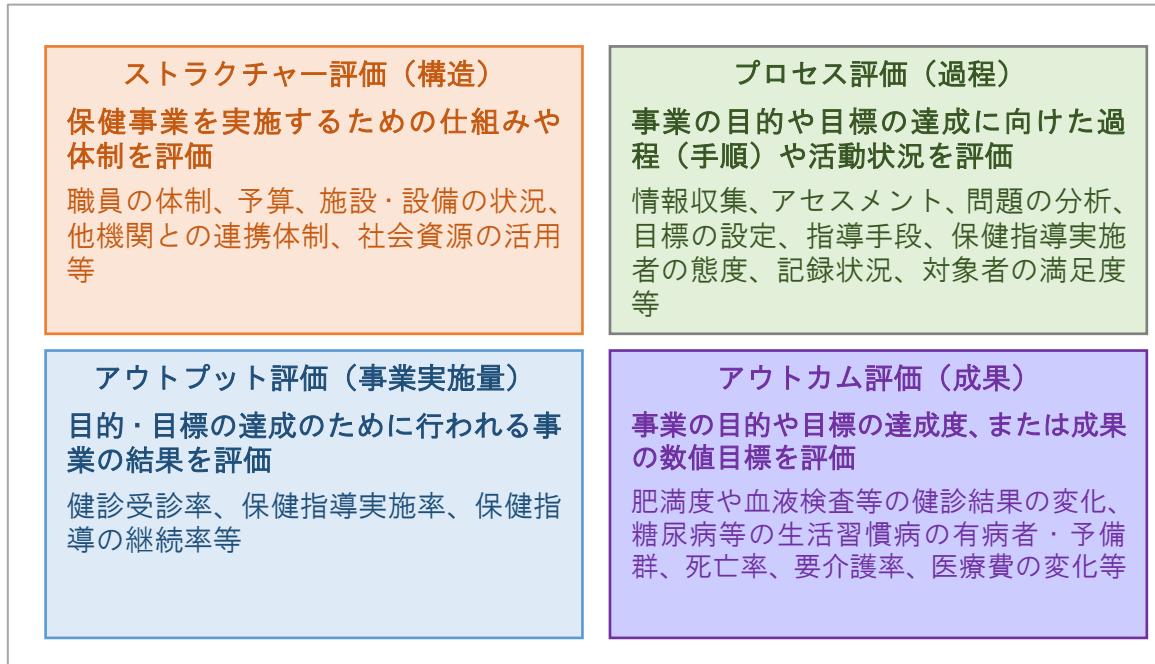 ストラクチャー評価（構造）
保健事業を実施するための仕組みや
体制を評価
職員の体制、予算、施設・設備の状況、
他機関との連携体制、社会資源の活用
等
プロセス評価（過程）
事業の目的や目標の達成に向けた過
程（手順）や活動状況を評価
情報収集、アセスメント、問題の分析、
目標の設定、指導手段、保健指導実施
者の態度、記録状況、対象者の満足度
等
アウトプット評価（事業実施量）
目的・目標の達成のために行われる事
業の結果を評価
健診受診率、保健指導実施率、保健指
導の継続率等
アウトカム評価（成果）
事業の目的や目標の達成度、または成果
の数値目標を評価
肥満度や血液検査等の健診結果の変化、
糖尿病等の生活習慣病の有病者・予備
群、死亡率、要介護率、医療費の変化等